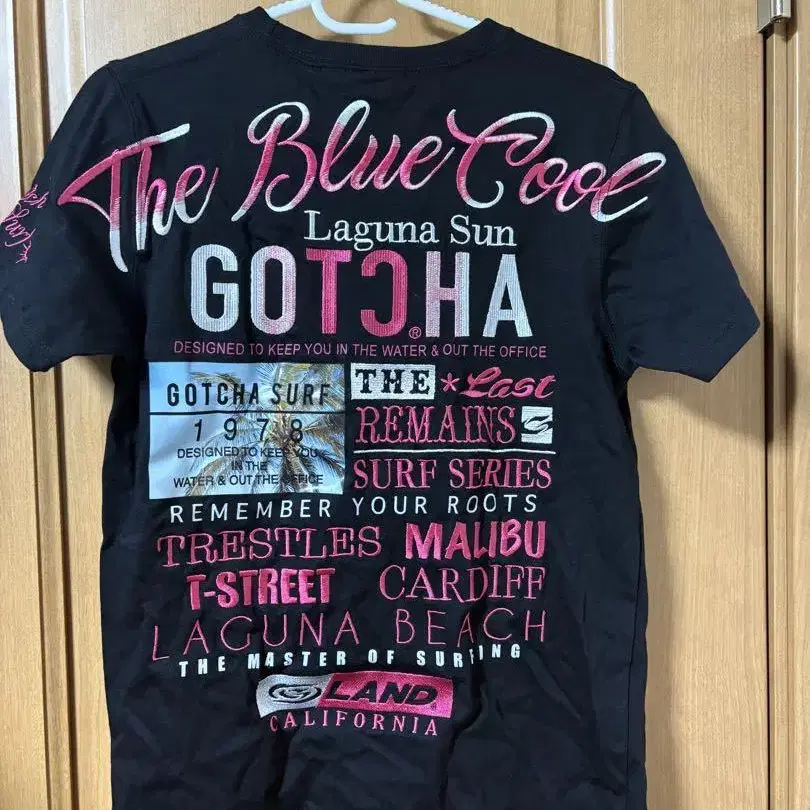 The Blue Cool
Laguna Sun
GOTCHA®
DESIGNED TO KEEP YOU IN THE WATER & OUT THE OFFICE
GOTCHA SURF
1978
DESIGNED TO KEEP YOU
IN THE
WATER & OUT THE OFFICE
THE *Last
REMAINS
SURF SERIES
REMEMBER YOUR ROOTS
TRESTLES MALIBU
T-STREET CARDIFF
LAGUNA BEACH
THE MASTER OF SURFING
G LAND
CALIFORNIA